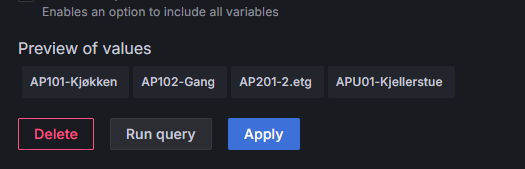 Enables an option to include all variables
Preview of values
AP101-Kjøkken AP102-Gang AP201-2.etg APU01-Kjellerstue
Delete Run query Apply